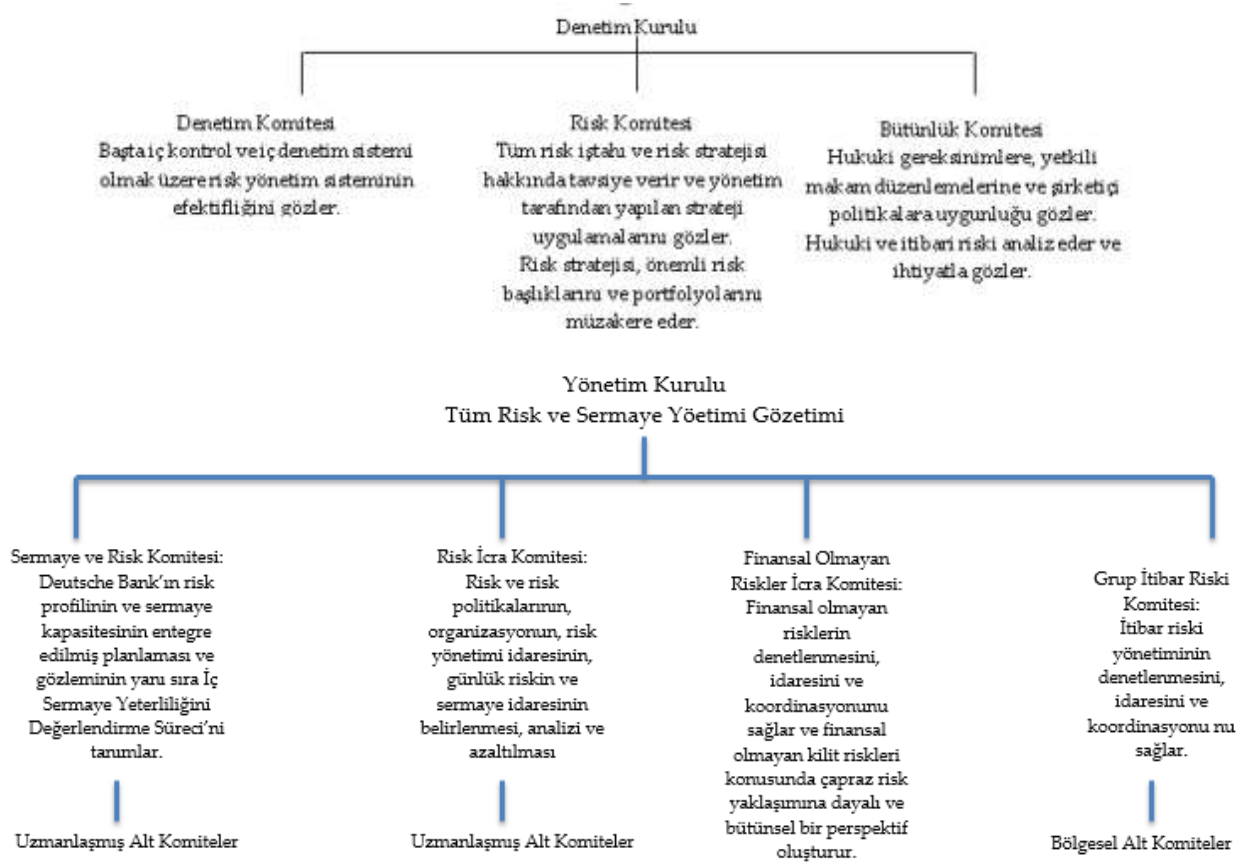 Denetim Kurulu
Denetim Komitesi
Başta iç kontrol ve iç denetim sistemi
olmak üzere risk yönetim sisteminin
efektifliğini gözler.
Risk Komitesi
Tüm risk iştahı ve risk stratejisi
hakkında tavsiye verir ve yönetim
tarafından yapılan strateji
uygulamalarını gözler.
Risk stratejisi, önemli risk
başlıklarını ve portfolyolarını
müzakere eder.
Bütünlük Komitesi
Hukuki gereksinimlere, yetkili
makam düzenlemelerine ve şirketiçi
politikalara uygunluğu gözler.
Hukuki ve itibari riski analiz eder ve
ihtiyatla gözler.
Yönetim Kurulu
Tüm Risk ve Sermaye Yöetimi Gözetimi
Sermaye ve Risk Komitesi:
Deutsche Bank'ın risk
profilinin ve sermaye
kapasitesinin entegre
edilmiş planlaması ve
gözleminin yanı sıra İç
Sermaye Yeterliliğini
Değerlendirme Süreci'ni
tanımlar.
Uzmanlaşmış Alt Komiteler
Risk İcra Komitesi:
Risk ve risk
politikalarının,
organizasyonun, risk
yönetimi idaresinin,
günlük riskin ve
sermaye idaresinin
belirlenmesi, analizi ve
azaltılması
Uzmanlaşmış Alt Komiteler
Finansal Olmayan
Riskler İcra Komitesi:
Finansal olmayan
risklerin
denetlenmesini,
idaresini ve
koordinasyonunu
sağlar ve finansal
olmayan kilit riskleri
konusunda çapraz risk
yaklaşımına dayalı ve
bütünsel bir perspektif
oluşturur.
Grup İtibar Riski
Komitesi:
İtibar riski
yönetiminin
denetlenmesini,
idaresini ve
koordinasyonu nu
sağlar.
Bölgesel Alt Komiteler